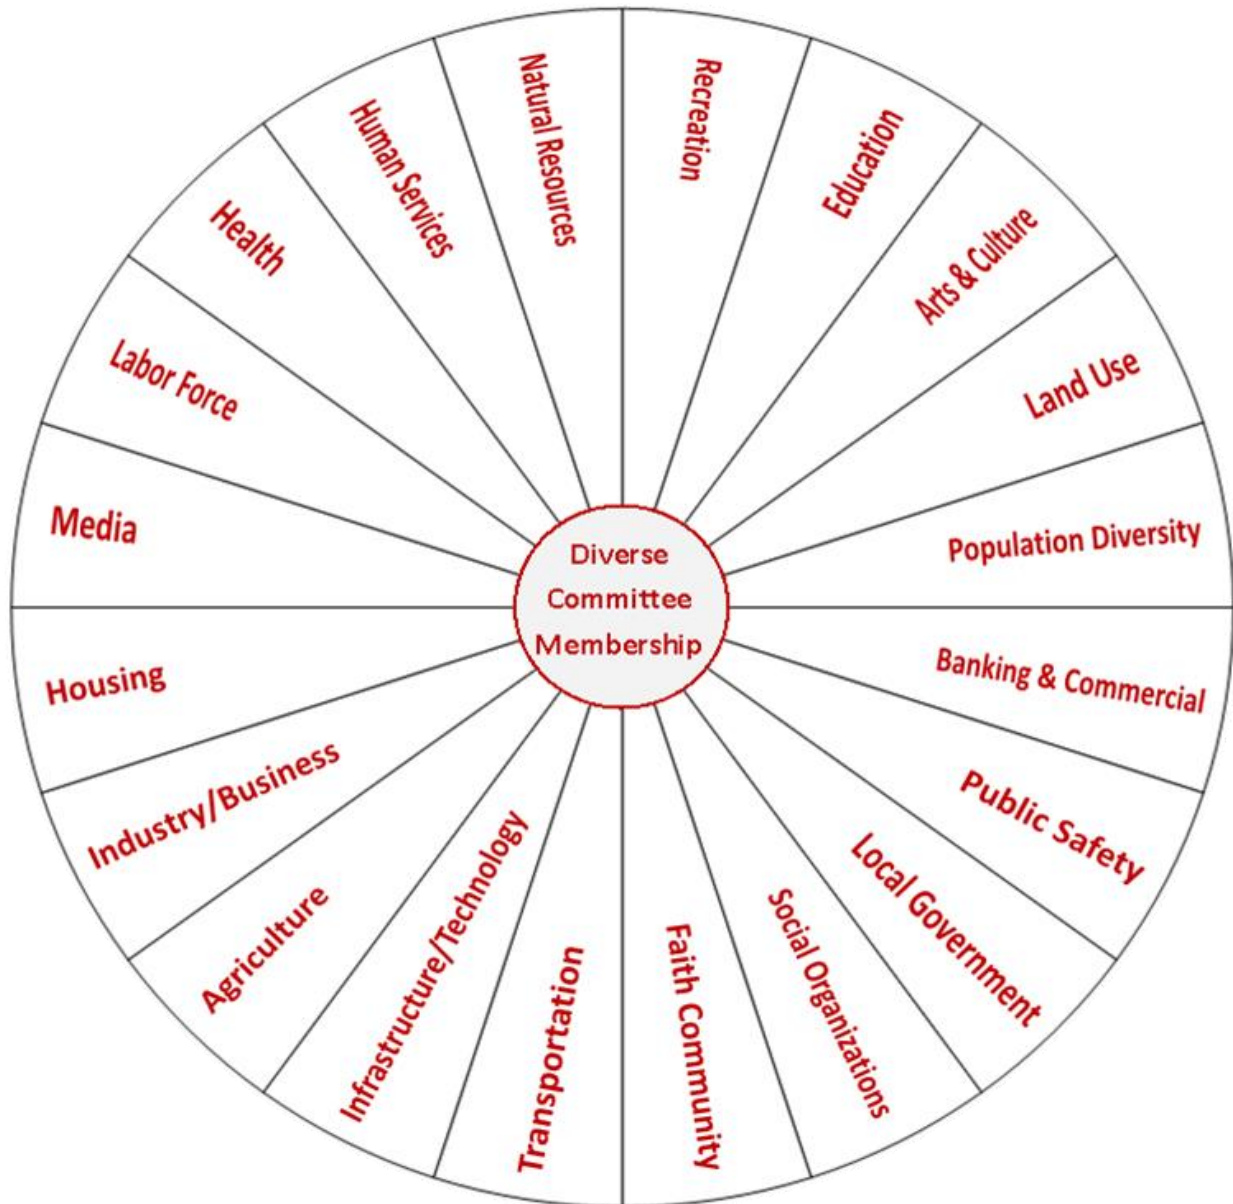 Diverse
Committee
Membership
Recreation
Education
Arts & Culture
Land Use
Population Diversity
Banking & Commercial
Public Safety
Local Government
Social Organizations
Faith Community
Transportation
Infrastructure/Technology
Agriculture
Industry/Business
Housing
Media
Labor Force
Health
Human Services
Natural Resources